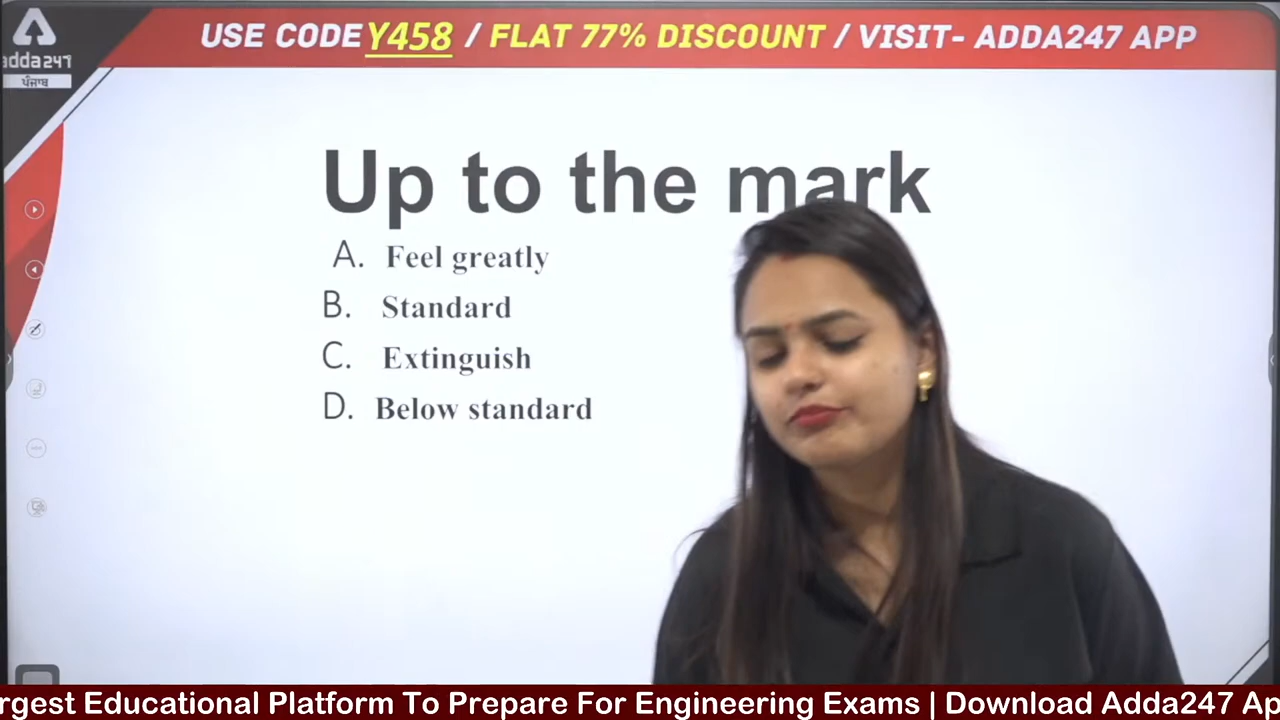 USE CODE Y458 / FLAT 77% DISCOUNT / VISIT- ADDA247 APP
adda247
ਪੰਜਾਬ
Up to the mark
A. Feel greatly
B. Standard
C. Extinguish
D. Below standard
rgest Educational Platform To Prepare For Engineering Exams | Download Adda247 Ap